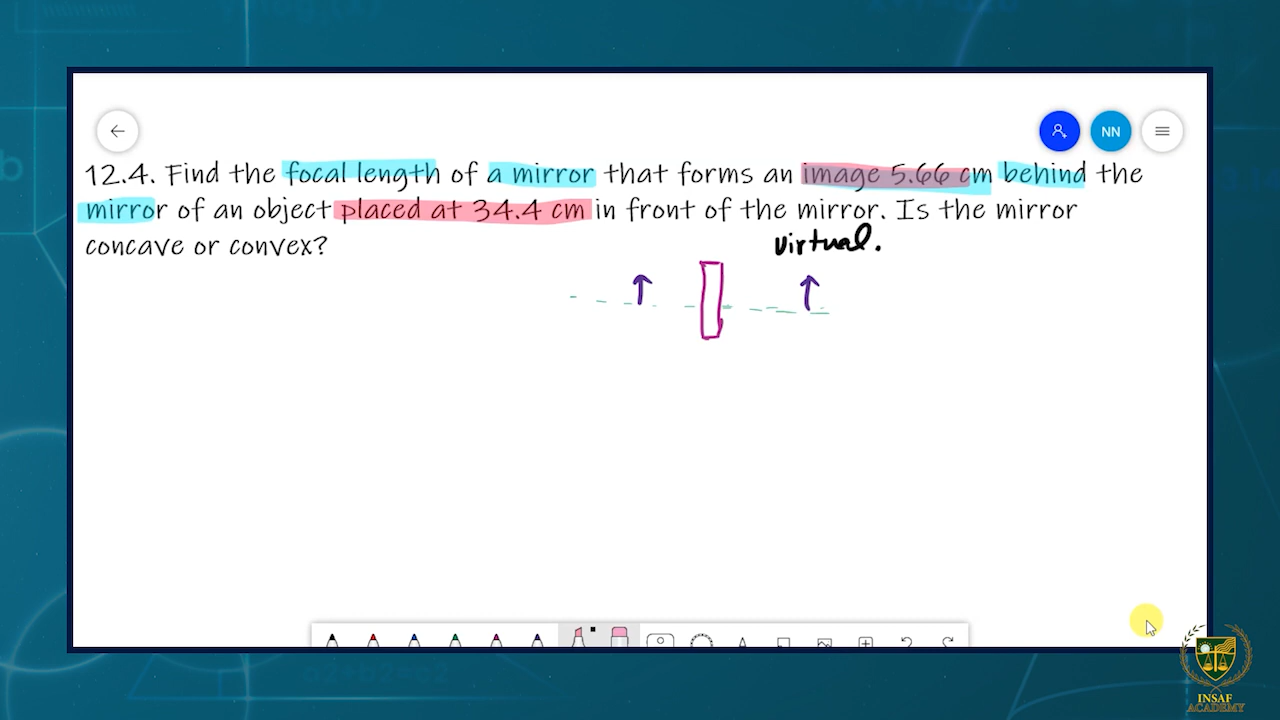 NN
12.4. Find the focal length of a mirror that forms an image 5.66 cm behind the
mirror of an object placed at 34.4 cm in front of the mirror. Is the mirror
concave or convex?
virtual.
INSAF
ACADEMY